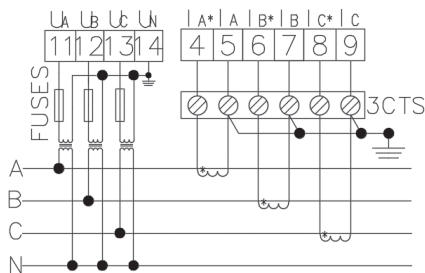 UA UB UC UN IA* IA IB* IB IC* IC
11 12 13 14 4 5 6 7 8 9
FUSES
3CTS
*
A
*
B
*
C
N